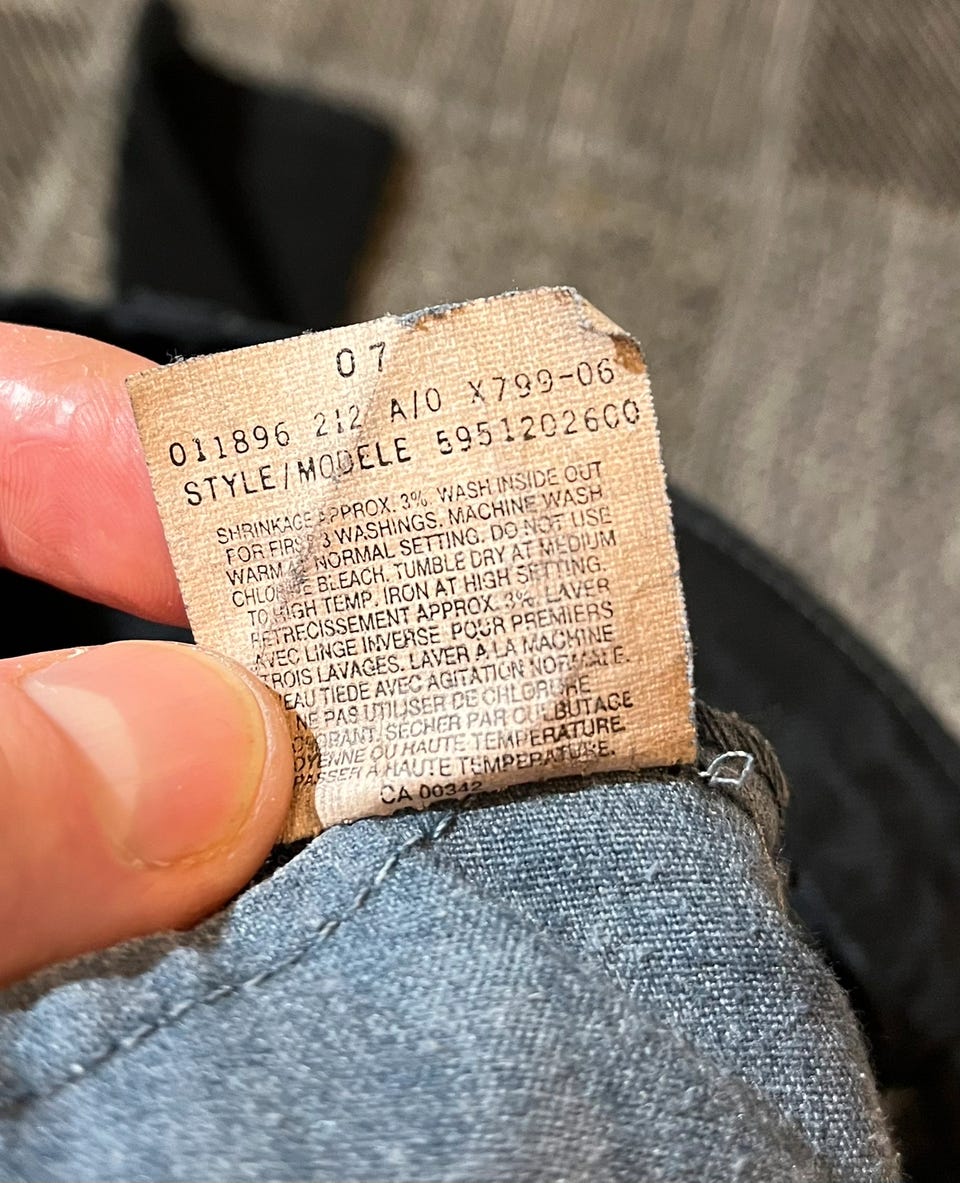 07
011896 212 A/O X799-06
STYLE/MODELE 5951202600
SHRINKAGE APPROX. 3% WASH INSIDE OUT
FOR FIRST 3 WASHINGS. MACHINE WASH
WARM AT NORMAL SETTING. DO NOT USE
CHLORINE BLEACH. TUMBLE DRY AT MEDIUM
TO HIGH TEMP. IRON AT HIGH SETTING.
RETRECISSEMENT APPROX. 3%. LAVER
AVEC LINGE INVERSE. POUR PREMIERS
TROIS LAVAGES. LAVER A LA MACHINE
EAU TIEDE AVEC AGITATION NORMALE.
NE PAS UTILISER DE CHLORURE
SECHER PAR CULBUTAGE
OYENNE OU HAUTE TEMPERATURE.
PASSER A HAUTE TEMPERATURE.
CA 00342